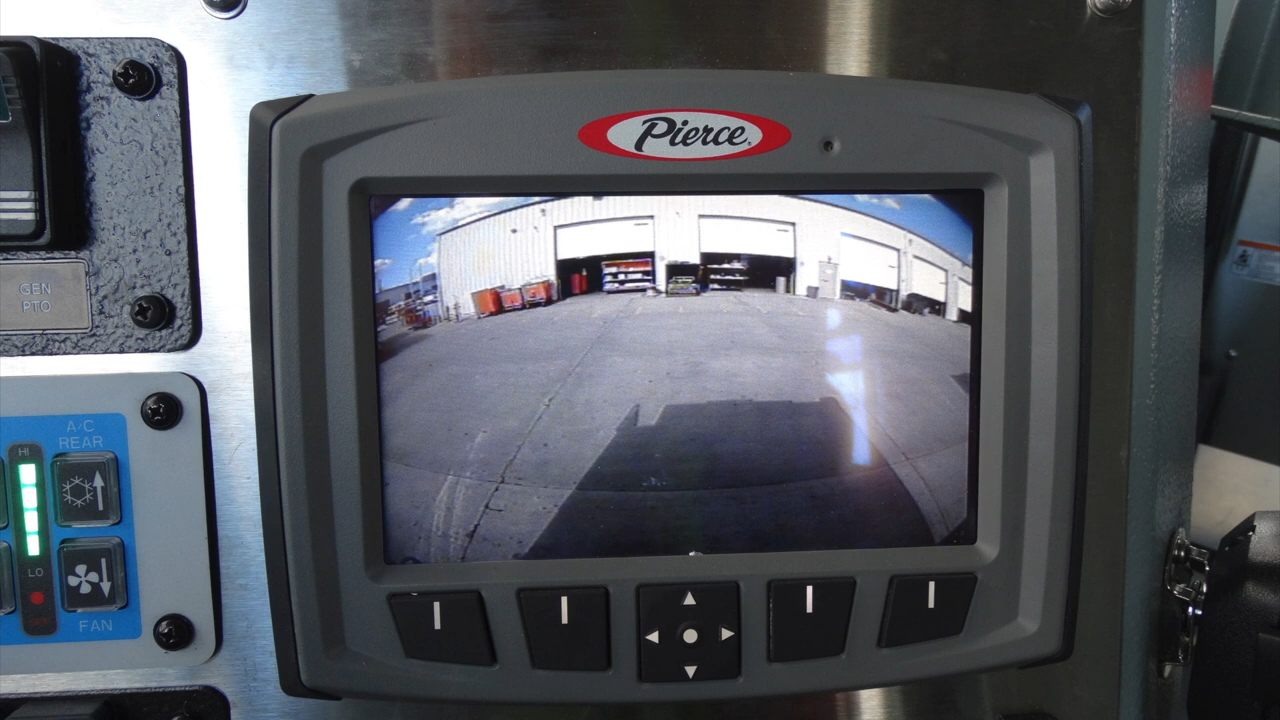 Pierce
GEN
PTO
A/C
REAR
HI
LO
FAN